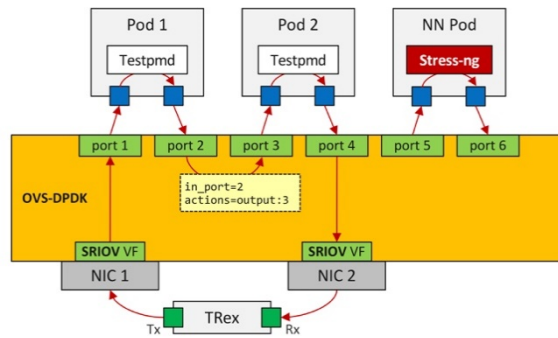 Pod 1
Pod 2
NN Pod
Testpmd
Testpmd
Stress-ng
port 1
port 2
port 3
port 4
port 5
port 6
in_port=2
actions=output:3
OVS-DPDK
SRIOV VF
SRIOV VF
NIC 1
NIC 2
Tx
TRex
Rx